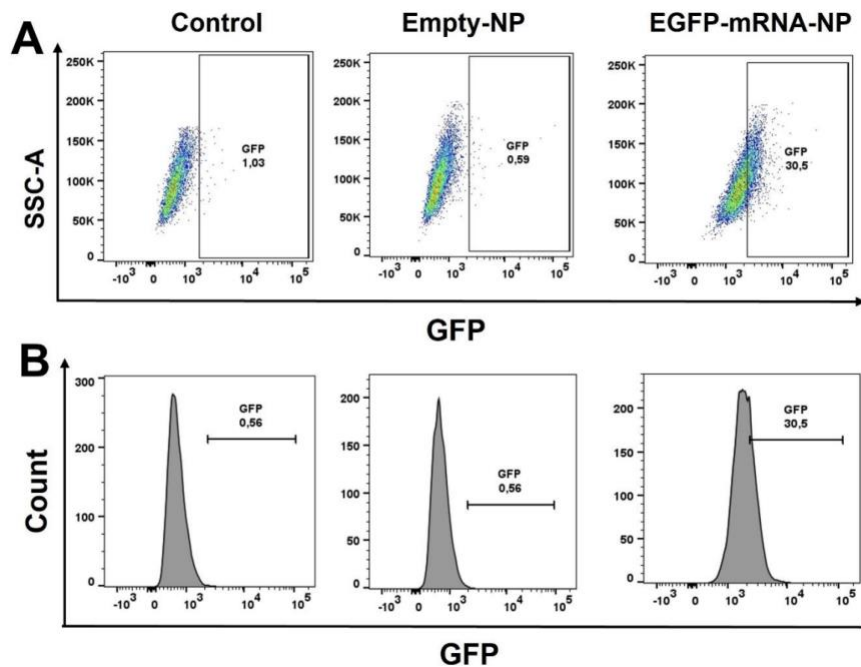 A
Control
Empty-NP
EGFP-mRNA-NP
SSC-A
250K
200K
150K
100K
50K
0
GFP
1,03
-10³ 0 10³ 10⁴ 10⁵
250K
200K
150K
100K
50K
0
GFP
0,59
-10³ 0 10³ 10⁴ 10⁵
250K
200K
150K
100K
50K
0
GFP
30,5
-10³ 0 10³ 10⁴ 10⁵
GFP
B
Count
300
200
100
0
GFP
0,56
-10³ 0 10³ 10⁴ 10⁵
200
150
100
50
0
GFP
0,56
-10³ 0 10³ 10⁴ 10⁵
200
150
100
50
0
GFP
30,5
-10³ 0 10³ 10⁴ 10⁵
GFP